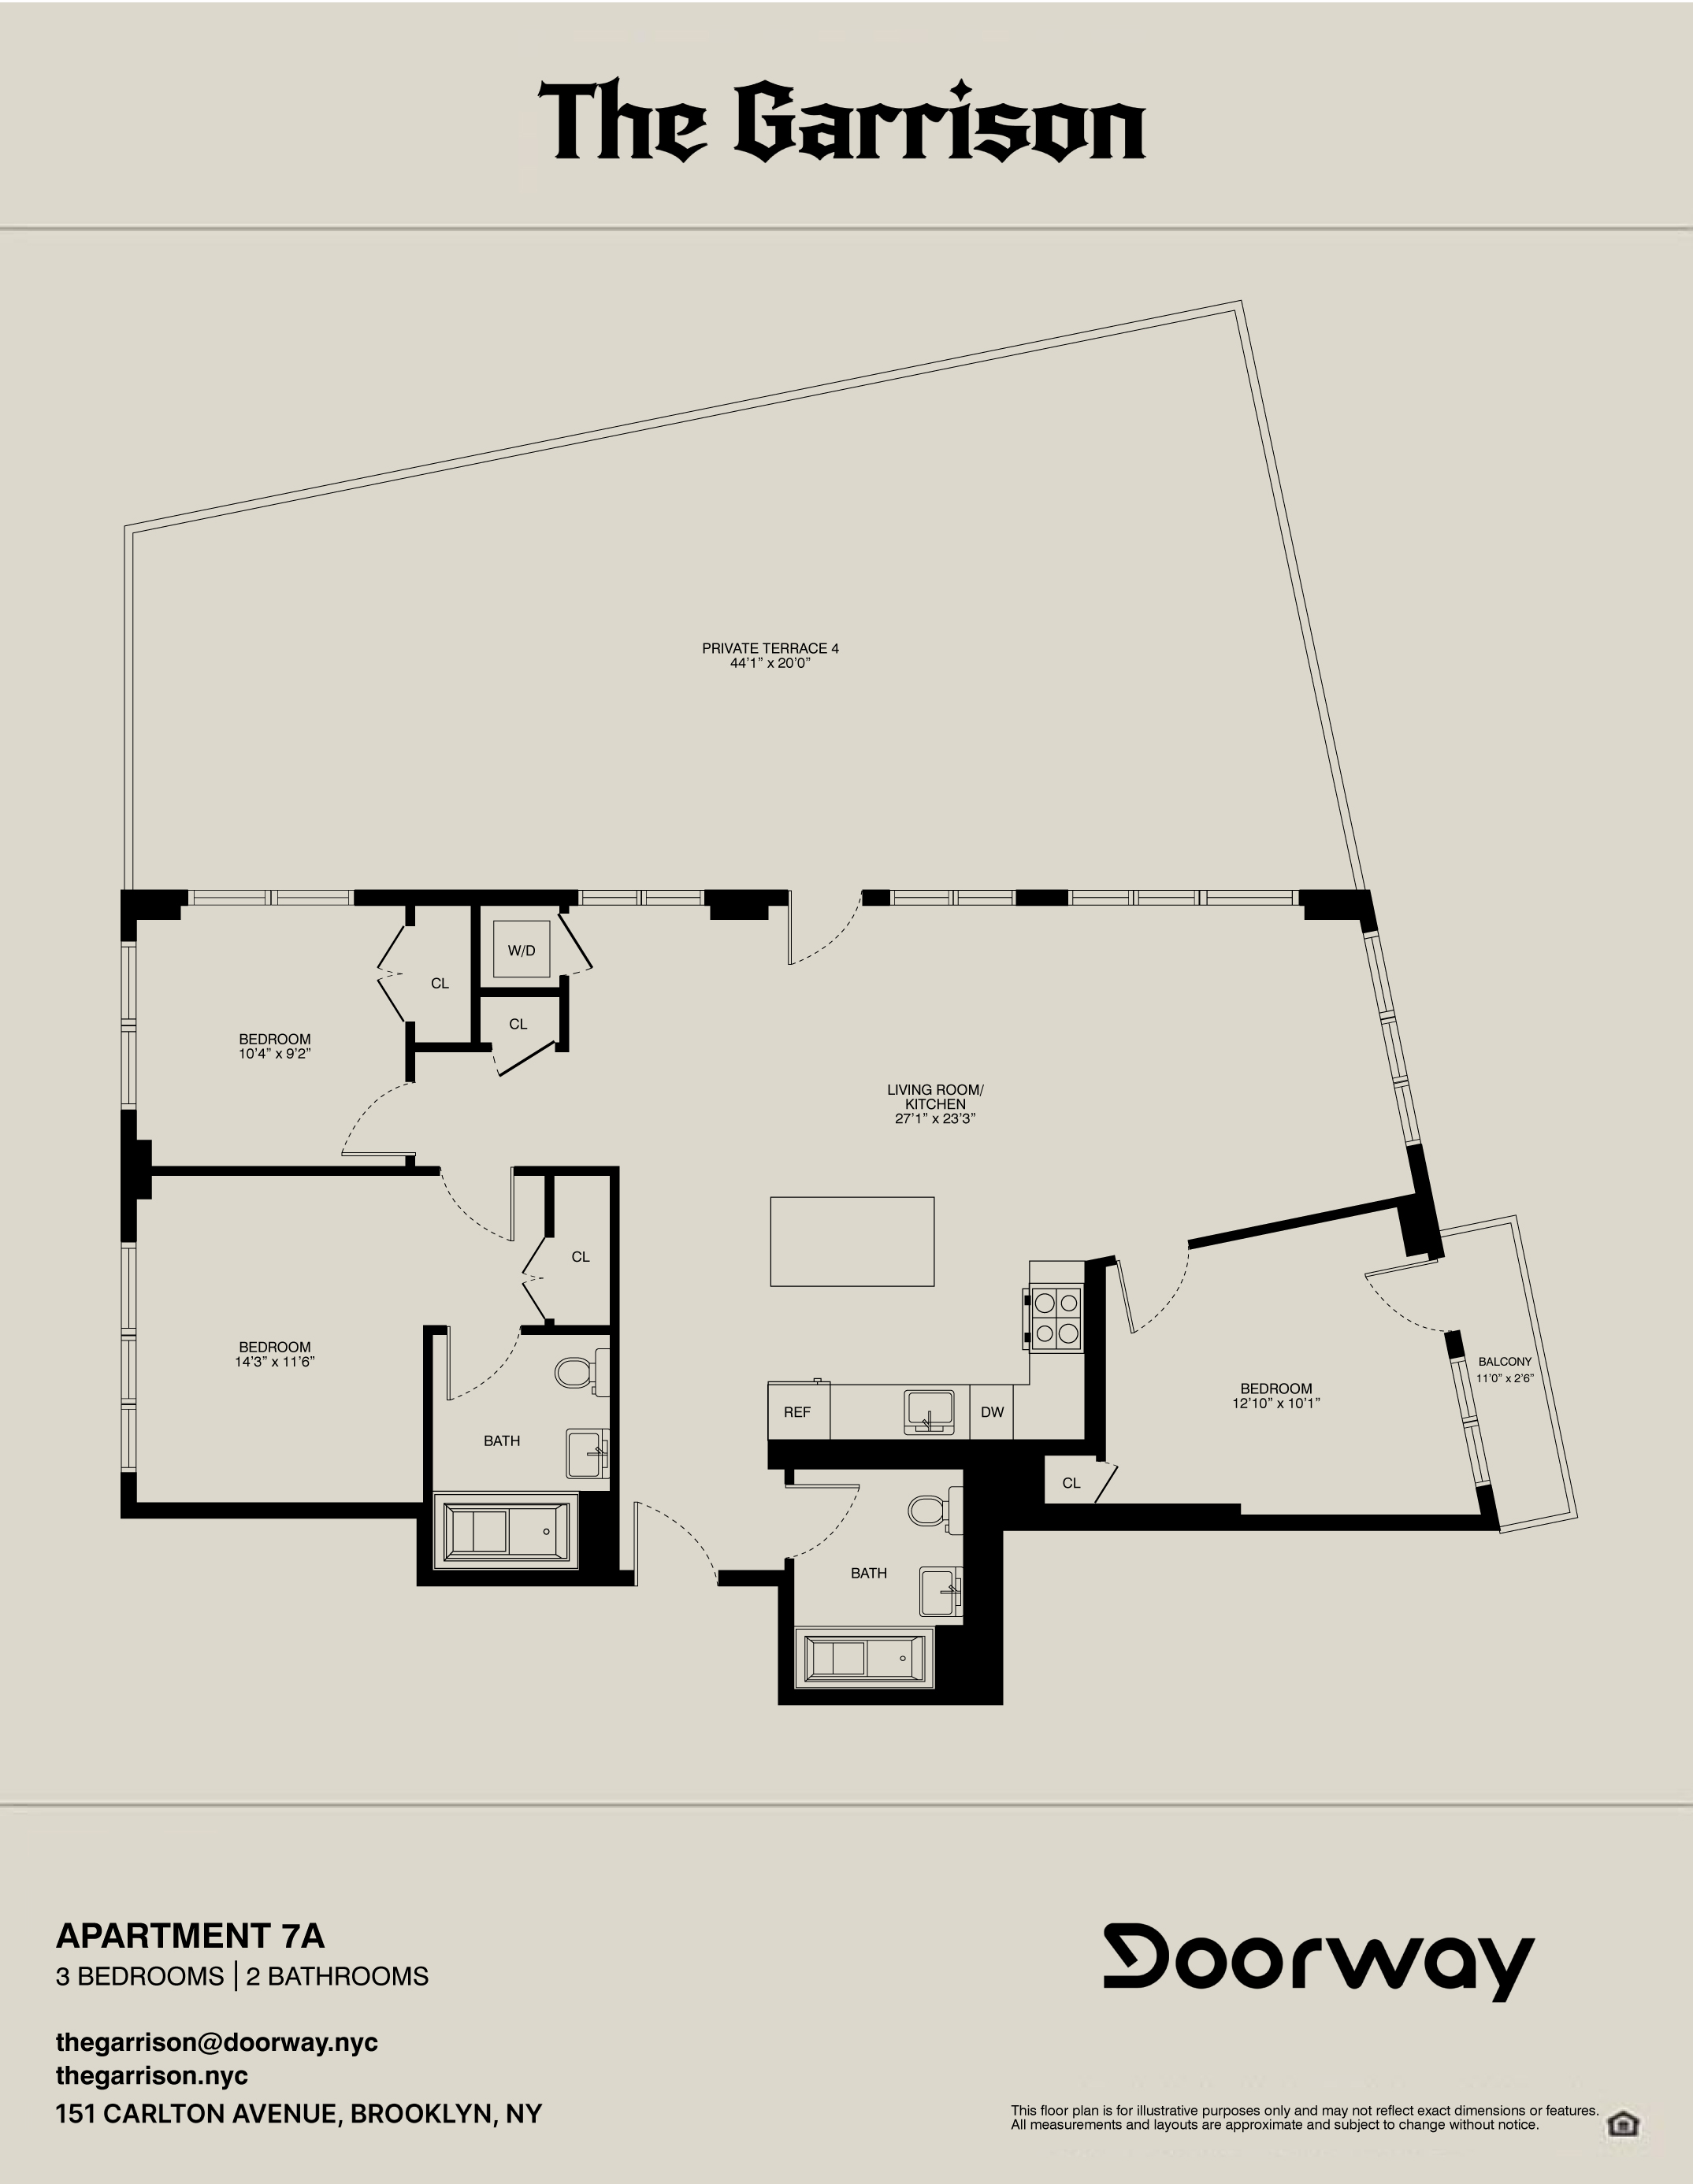 The Garrison
PRIVATE TERRACE 4
44'1" x 20'0"
W/D
CL
CL
BEDROOM
10'4" x 9'2"
LIVING ROOM/
KITCHEN
27'1" x 23'3"
CL
BEDROOM
14'3" x 11'6"
BALCONY
11'0" x 2'6"
BEDROOM
12'10" x 10'1"
REF
DW
BATH
CL
BATH
APARTMENT 7A
3 BEDROOMS | 2 BATHROOMS
thegarrison@doorway.nyc
thegarrison.nyc
151 CARLTON AVENUE, BROOKLYN, NY
Doorway
This floor plan is for illustrative purposes only and may not reflect exact dimensions or features.
All measurements and layouts are approximate and subject to change without notice.